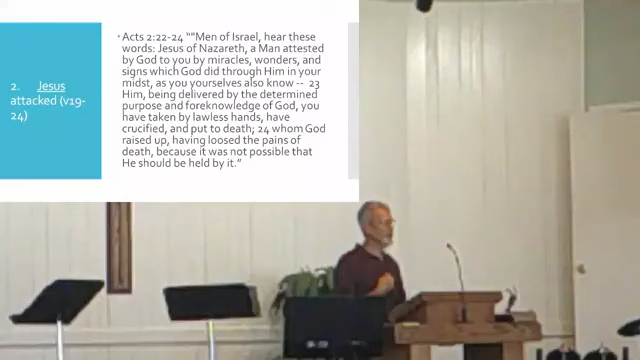 2. Jesus
attacked (v19-
24)
• Acts 2:22-24 ““Men of Israel, hear these
words: Jesus of Nazareth, a Man attested
by God to you by miracles, wonders, and
signs which God did through Him in your
midst, as you yourselves also know -- 23
Him, being delivered by the determined
purpose and foreknowledge of God, you
have taken by lawless hands, have
crucified, and put to death; 24 whom God
raised up, having loosed the pains of
death, because it was not possible that
He should be held by it.”